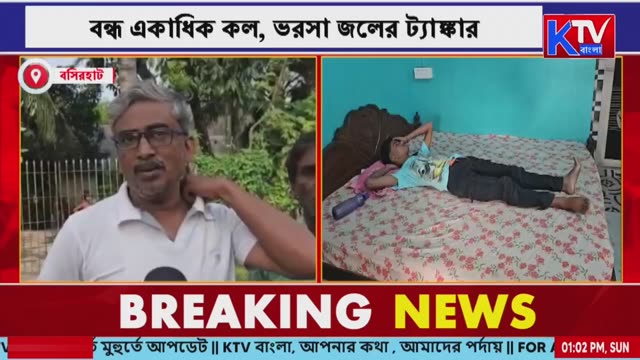 বন্ধ একাধিক কল, ভরসা জলের ট্যাঙ্কার
KTV
বাংলা
বসিরহাট
BREAKING NEWS
মুহূর্তে আপডেট || KTV বাংলা, আপনার কথা, আমাদের পর্দায় || FOR
01:02 PM, SUN